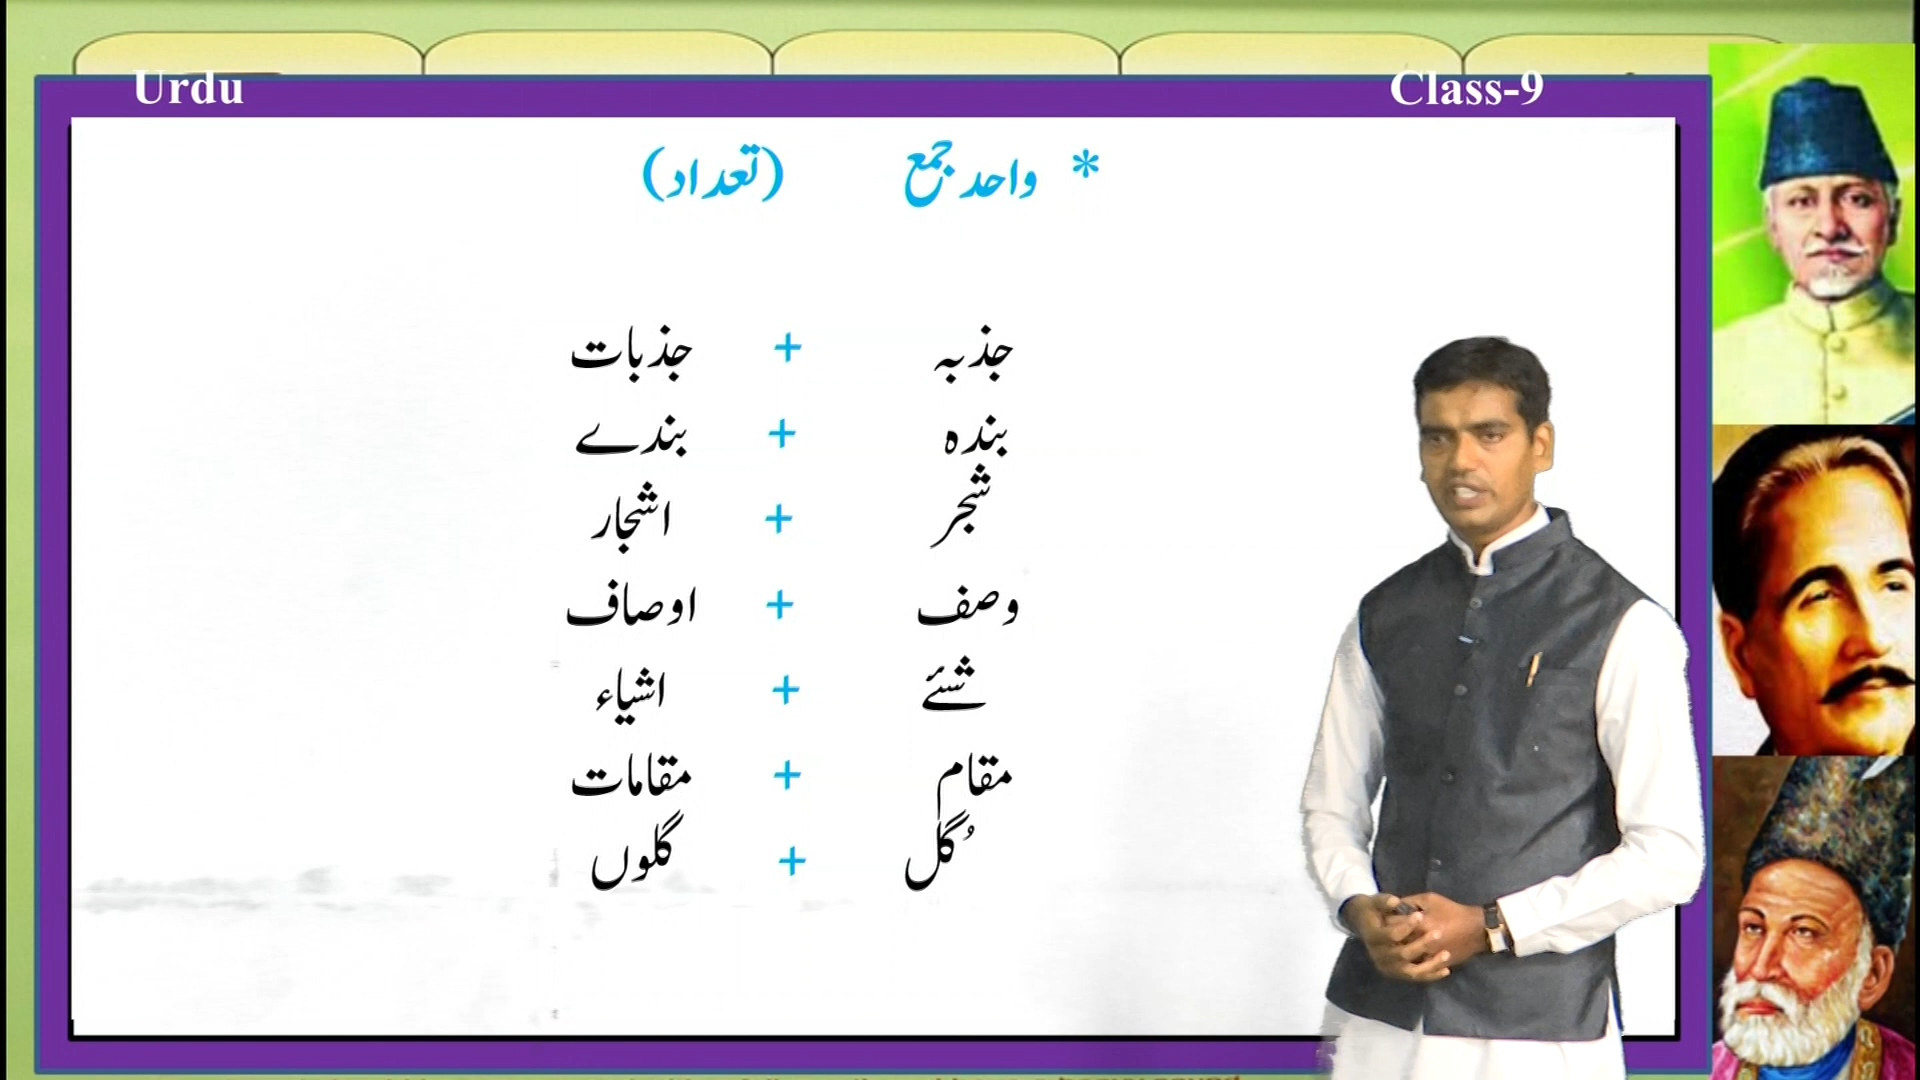 Urdu Class-9
* واحد جمع (تعداد)
جذبہ + جذبات
بندہ + بندے
شجر + اشجار
وصف + اوصاف
شئے + اشیاء
مقام + مقامات
گُل + گلوں